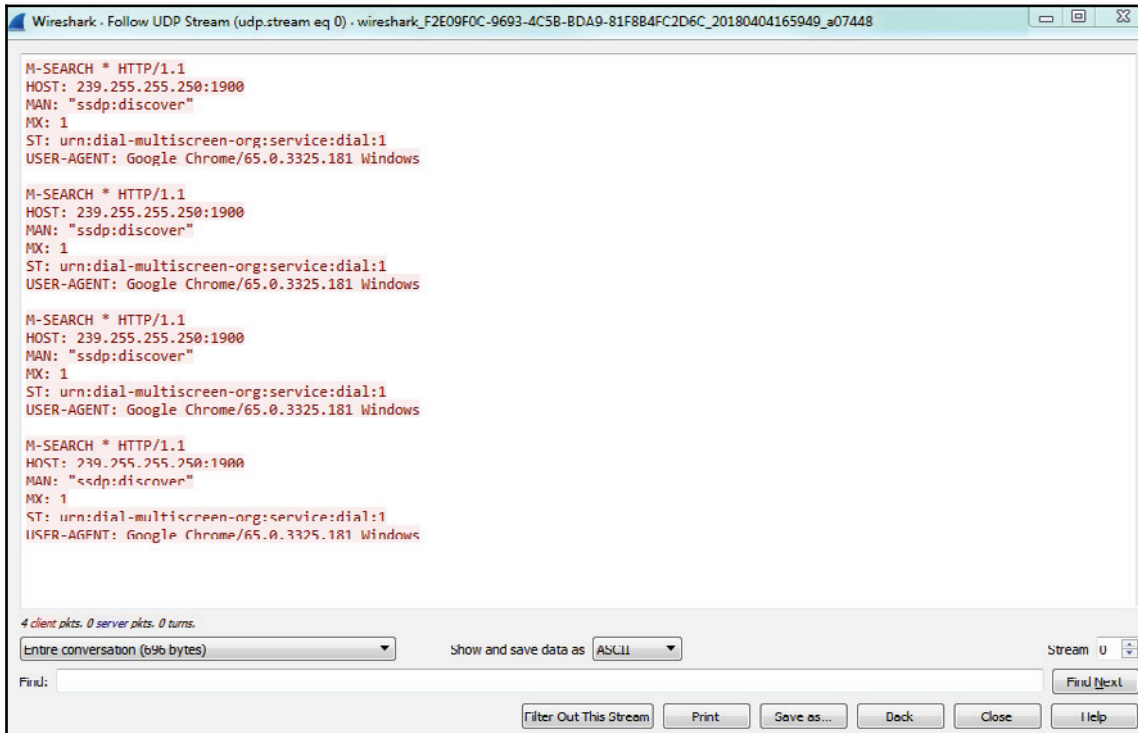 Wireshark · Follow UDP Stream (udp.stream eq 0) · wireshark_F2E09F0C-9693-4C5B-BDA9-81F8B4FC2D6C_20180404165949_a07448
M-SEARCH * HTTP/1.1
HOST: 239.255.255.250:1900
MAN: "ssdp:discover"
MX: 1
ST: urn:dial-multiscreen-org:service:dial:1
USER-AGENT: Google Chrome/65.0.3325.181 Windows
M-SEARCH * HTTP/1.1
HOST: 239.255.255.250:1900
MAN: "ssdp:discover"
MX: 1
ST: urn:dial-multiscreen-org:service:dial:1
USER-AGENT: Google Chrome/65.0.3325.181 Windows
M-SEARCH * HTTP/1.1
HOST: 239.255.255.250:1900
MAN: "ssdp:discover"
MX: 1
ST: urn:dial-multiscreen-org:service:dial:1
USER-AGENT: Google Chrome/65.0.3325.181 Windows
M-SEARCH * HTTP/1.1
HOST: 239.255.255.250:1900
MAN: "ssdp:discover"
MX: 1
ST: urn:dial-multiscreen-org:service:dial:1
USER-AGENT: Google Chrome/65.0.3325.181 Windows
4 client pkts, 0 server pkts, 0 turns.
Entire conversation (696 bytes) Show and save data as ASCII Stream 0
Find: Find Next
Filter Out This Stream Print Save as... Back Close Help